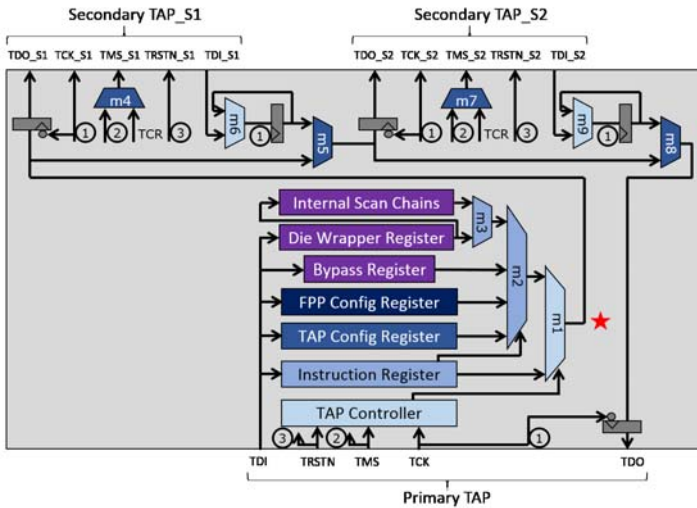 Secondary TAP_S1 Secondary TAP_S2
TDO_S1 TCK_S1 TMS_S1 TRSTN_S1 TDI_S1 TDO_S2 TCK_S2 TMS_S2 TRSTN_S2 TDI_S2
m4 m7
m6 m9
1 2 TCR 3 1 m5 1 2 TCR 3 1 m8
Internal Scan Chains
m3
Die Wrapper Register
Bypass Register
m2
FPP Config Register
m1
TAP Config Register
Instruction Register
TAP Controller
3 2 1
TDI TRSTN TMS TCK TDO
Primary TAP